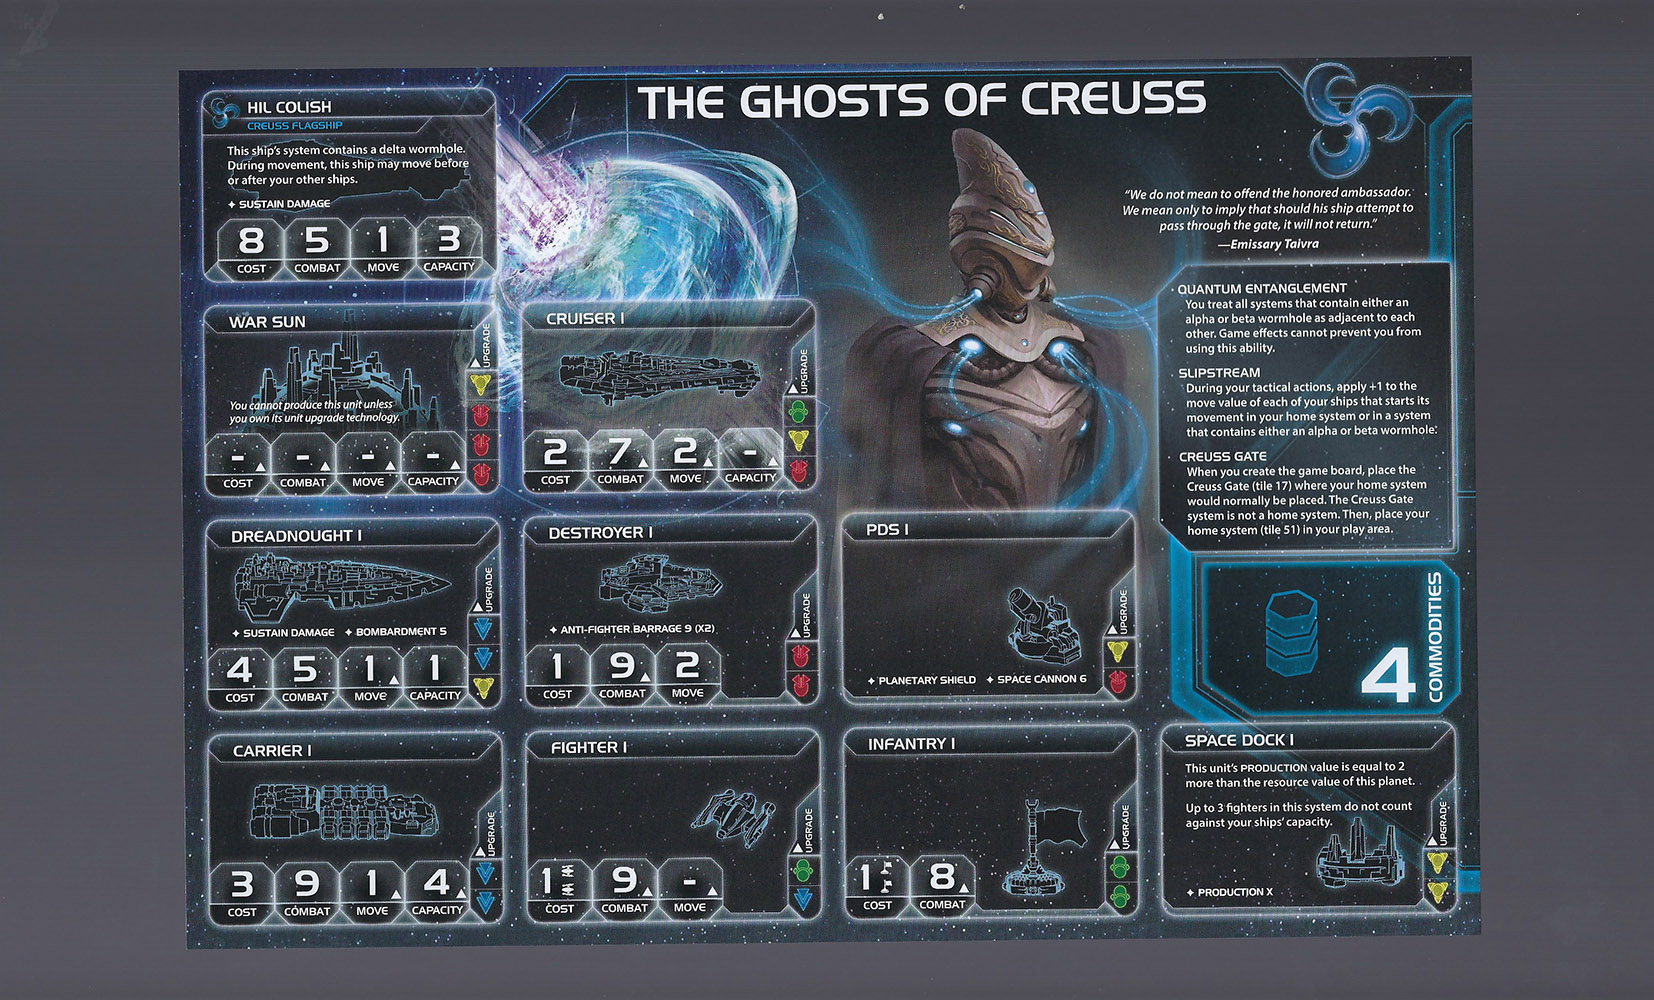 THE GHOSTS OF CREUSS
HIL COLISH
CREUSS FLAGSHIP
This ship's system contains a delta wormhole.
During movement, this ship may move before
or after your other ships.
SUSTAIN DAMAGE
8 5 1 3
COST COMBAT MOVE CAPACITY
"We do not mean to offend the honored ambassador.
We mean only to imply that should his ship attempt to
pass through the gate, it will not return."
—Emissary Taivra
QUANTUM ENTANGLEMENT
You treat all systems that contain either an
alpha or beta wormhole as adjacent to each
other. Game effects cannot prevent you from
using this ability.
SLIPSTREAM
During your tactical actions, apply +1 to the
move value of each of your ships that starts its
movement in your home system or in a system
that contains either an alpha or beta wormhole.
CREUSS GATE
When you create the game board, place the
Creuss Gate (tile 17) where your home system
would normally be placed. The Creuss Gate
system is not a home system. Then, place your
home system (tile 51) in your play area.
WAR SUN
UPGRADE
You cannot produce this unit unless
you own its unit upgrade technology.
- - - -
COST COMBAT MOVE CAPACITY
CRUISER I
UPGRADE
2 7 2 -
COST COMBAT MOVE CAPACITY
DREADNOUGHT I
UPGRADE
SUSTAIN DAMAGE BOMBARDMENT 5
4 5 1 1
COST COMBAT MOVE CAPACITY
DESTROYER I
UPGRADE
ANTI-FIGHTER BARRAGE 9 (X2)
1 9 2
COST COMBAT MOVE
PDS I
UPGRADE
PLANETARY SHIELD SPACE CANNON 6
4
COMMODITIES
CARRIER I
UPGRADE
3 9 1 4
COST COMBAT MOVE CAPACITY
FIGHTER I
UPGRADE
1 9 -
COST COMBAT MOVE
INFANTRY I
UPGRADE
1 8
COST COMBAT
SPACE DOCK I
This unit's PRODUCTION value is equal to 2
more than the resource value of this planet.
Up to 3 fighters in this system do not count
against your ships' capacity.
UPGRADE
PRODUCTION X